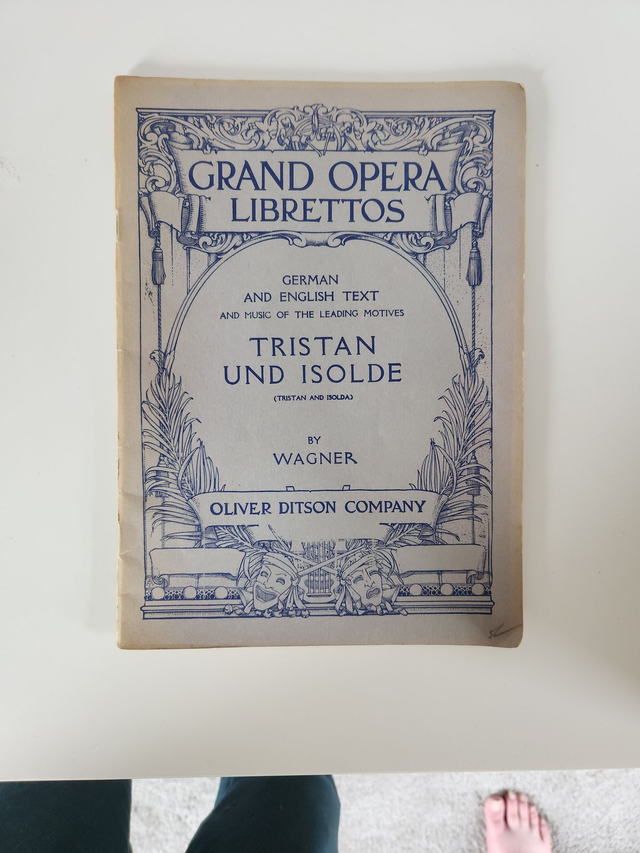 GRAND OPERA
LIBRETTOS
GERMAN
AND ENGLISH TEXT
AND MUSIC OF THE LEADING MOTIVES
TRISTAN
UND ISOLDE
(TRISTAN AND ISOLDA)
BY
WAGNER
OLIVER DITSON COMPANY